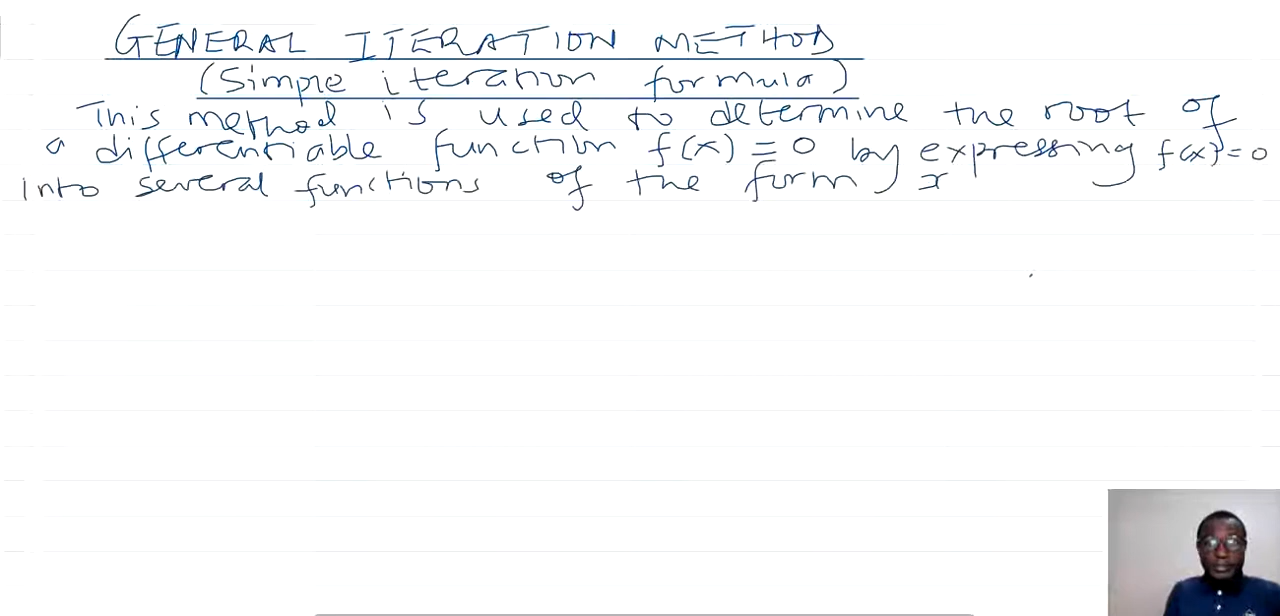 GENERAL ITERATION METHOD
(Simple iteration formula)
This method is used to determine the root of
a differentiable function f(x) = 0 by expressing f(x) = 0
into several functions of the form x